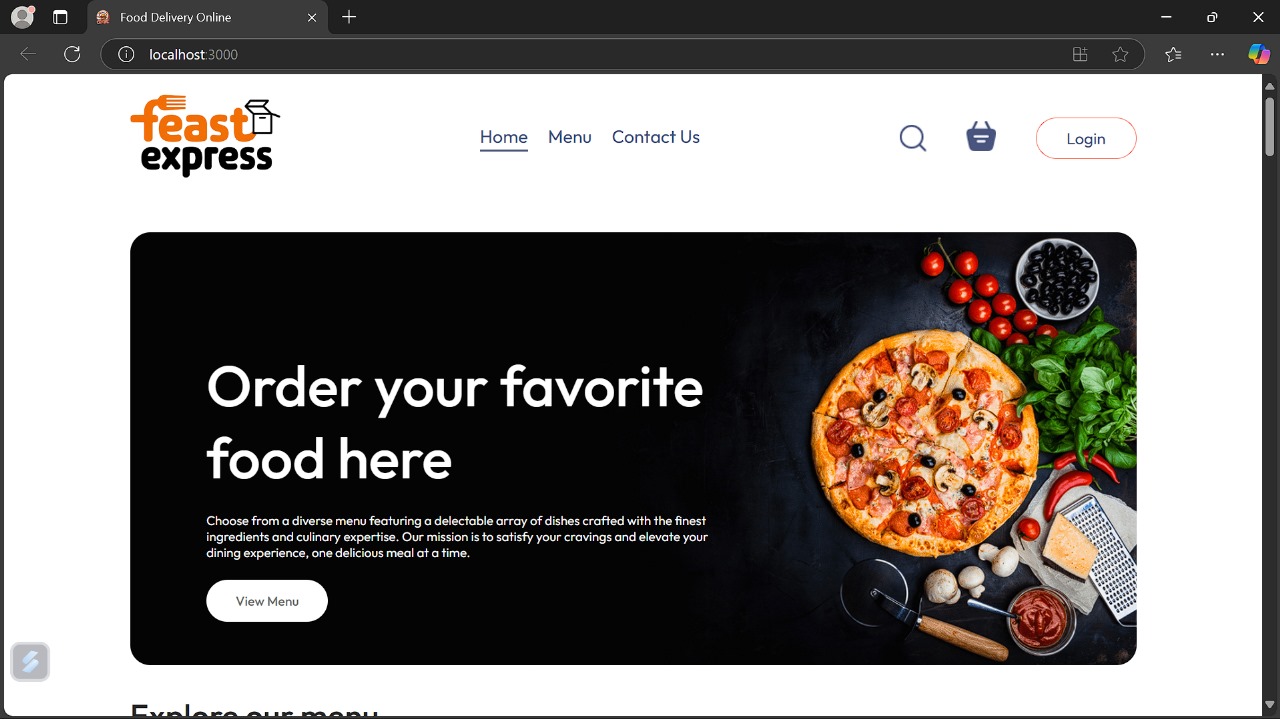 Food Delivery Online
localhost:3000
feast
express
Home Menu Contact Us
Login
Order your favorite
food here
Choose from a diverse menu featuring a delectable array of dishes crafted with the finest
ingredients and culinary expertise. Our mission is to satisfy your cravings and elevate your
dining experience, one delicious meal at a time.
View Menu
Explore our menu